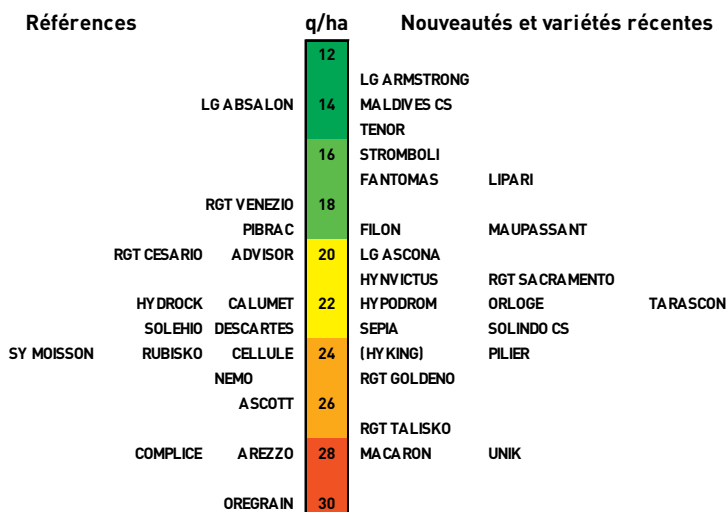 Références q/ha Nouveautés et variétés récentes
12
LG ARMSTRONG
LG ABSALON 14 MALDIVES CS
TENOR
16 STROMBOLI
FANTOMAS LIPARI
RGT VENEZIO 18
PIBRAC FILON MAUPASSANT
RGT CESARIO ADVISOR 20 LG ASCONA
HYNVICTUS RGT SACRAMENTO
HYDROCK CALUMET 22 HYPODROM ORLOGE TARASCON
SOLEHIO DESCARTES SEPIA SOLINDO CS
SY MOISSON RUBISKO CELLULE 24 (HYKING) PILIER
NEMO RGT GOLDENO
ASCOTT 26
RGT TALISKO
COMPLICE AREZZO 28 MACARON UNIK
OREGRAIN 30